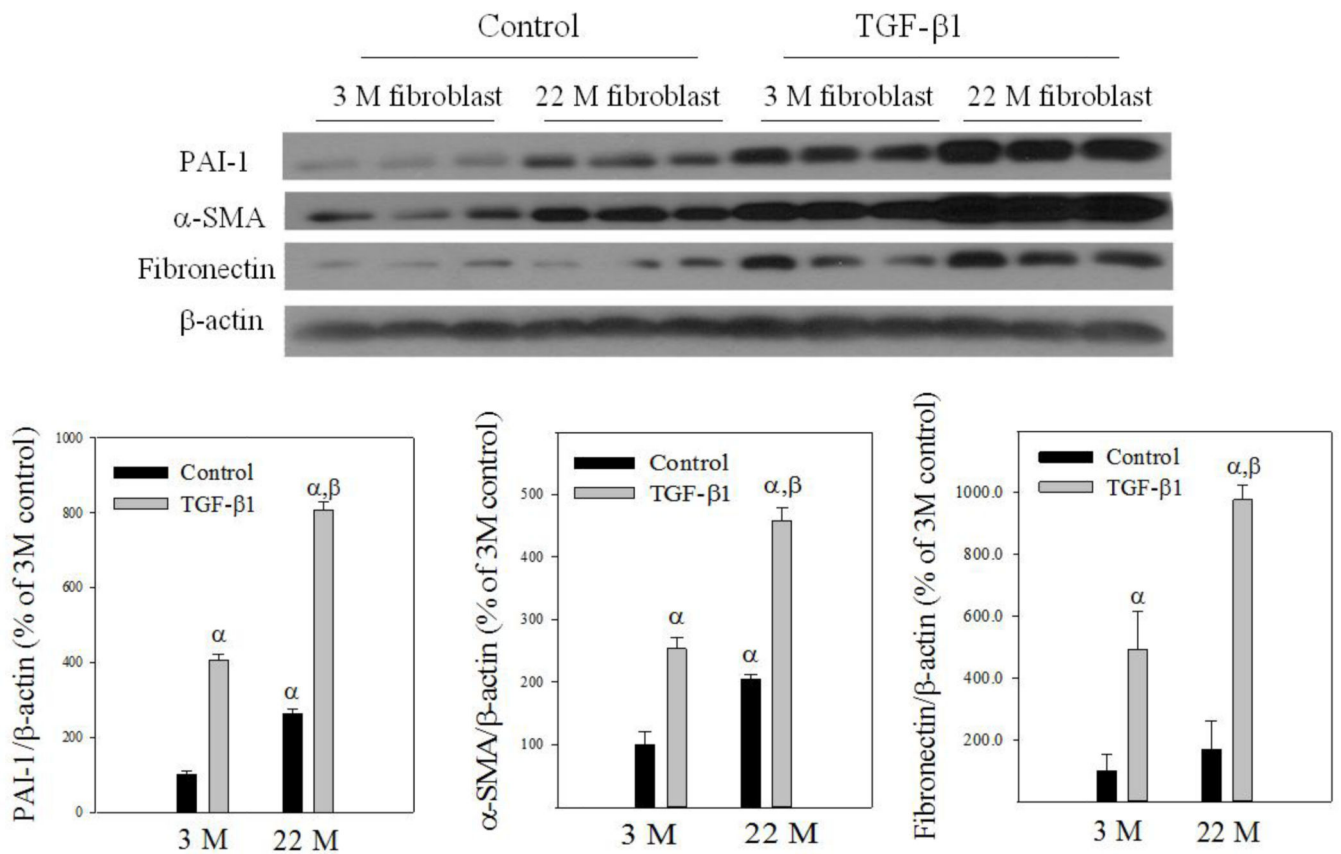 Control TGF-β1
3 M fibroblast 22 M fibroblast 3 M fibroblast 22 M fibroblast
PAI-1
α-SMA
Fibronectin
β-actin
PAI-1/β-actin (% of 3M control)
1000
800
600
400
200
0
Control
TGF-β1
α
α
α,β
3 M 22 M
α-SMA/β-actin (% of 3M control)
500
400
300
200
100
Control
TGF-β1
α
α
α,β
3 M 22 M
Fibronectin/β-actin (% of 3M control)
1000.0
800.0
600.0
400.0
200.0
Control
TGF-β1
α
α,β
3 M 22 M